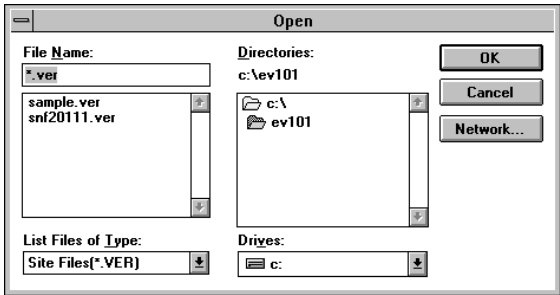 Open
File Name:
*.ver
sample.ver
snf20111.ver
List Files of Type:
Site Files(*.VER)
Directories:
c:\ev101
c:\
ev101
Drives:
c:
OK
Cancel
Network...